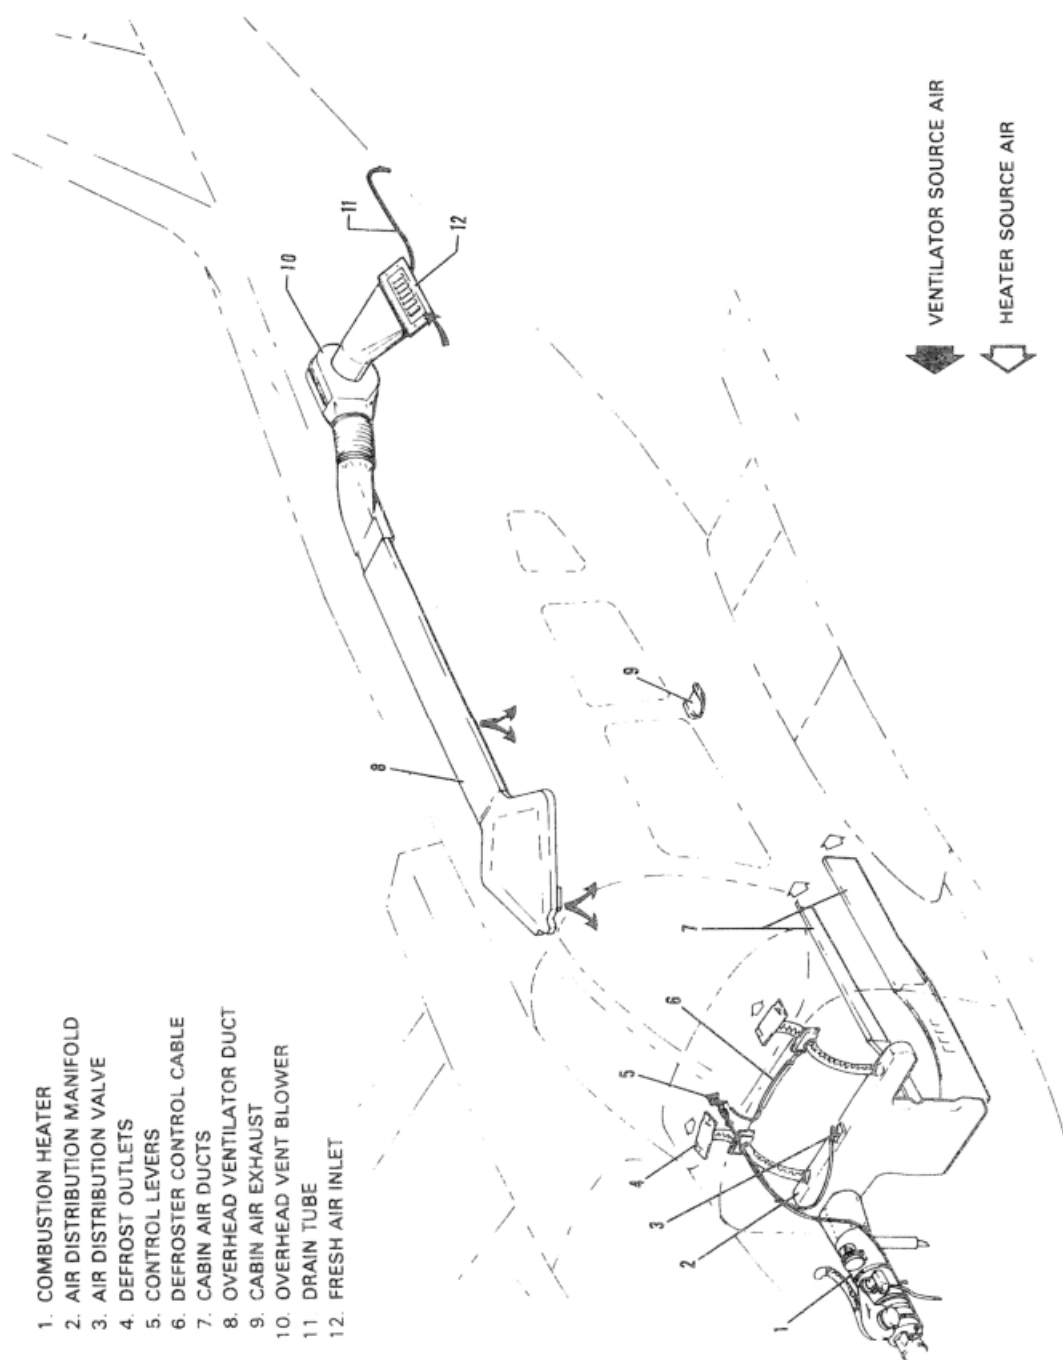 1. COMBUSTION HEATER
2. AIR DISTRIBUTION MANIFOLD
3. AIR DISTRIBUTION VALVE
4. DEFROST OUTLETS
5. CONTROL LEVERS
6. DEFROSTER CONTROL CABLE
7. CABIN AIR DUCTS
8. OVERHEAD VENTILATOR DUCT
9. CABIN AIR EXHAUST
10. OVERHEAD VENT BLOWER
11. DRAIN TUBE
12. FRESH AIR INLET
1
2
3
4
5
6
7
8
9
10
11
12
VENTILATOR SOURCE AIR
HEATER SOURCE AIR